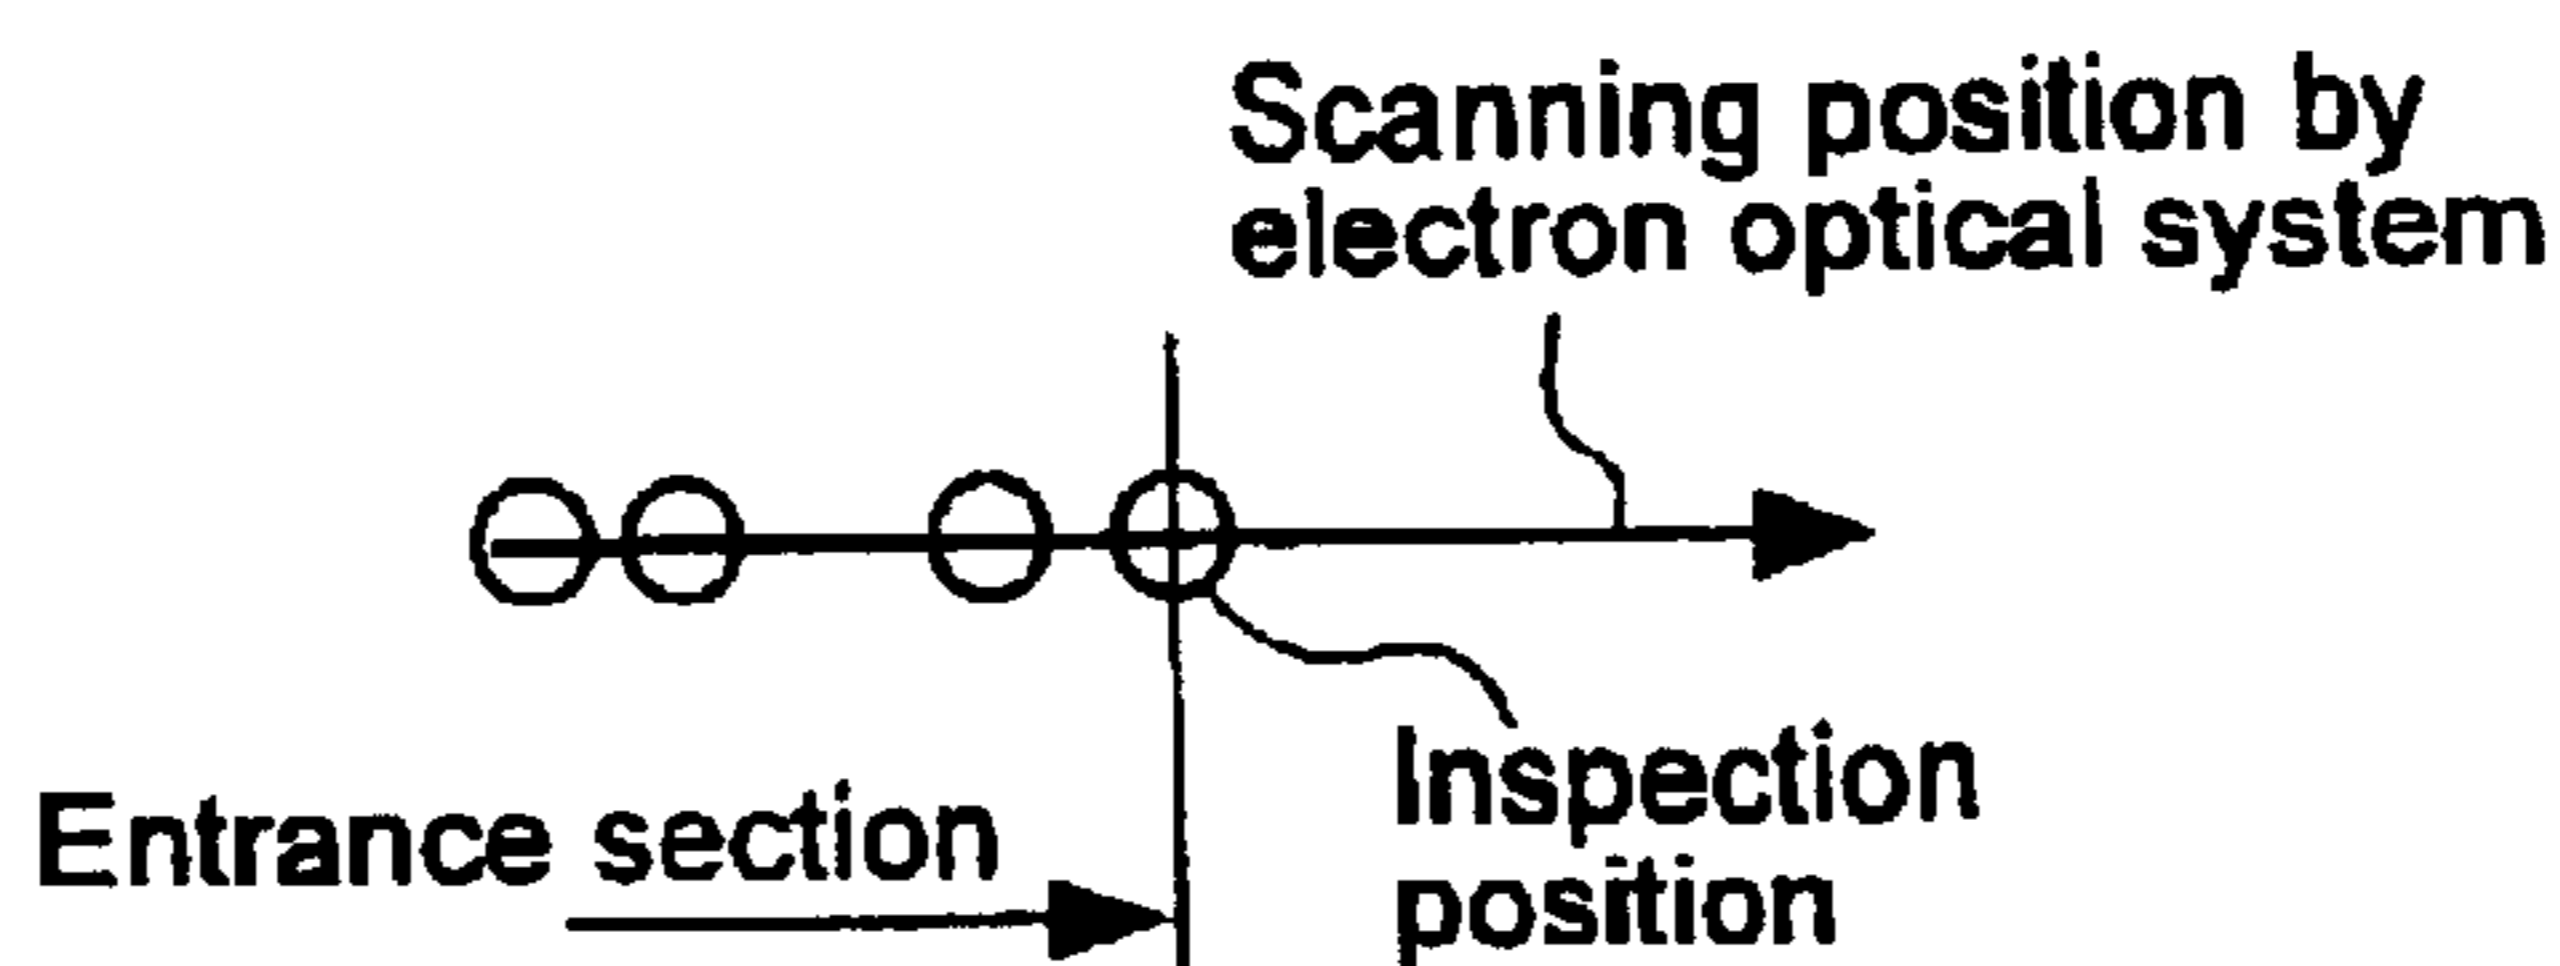 Scanning position by
electron optical system
Inspection
position
Entrance section